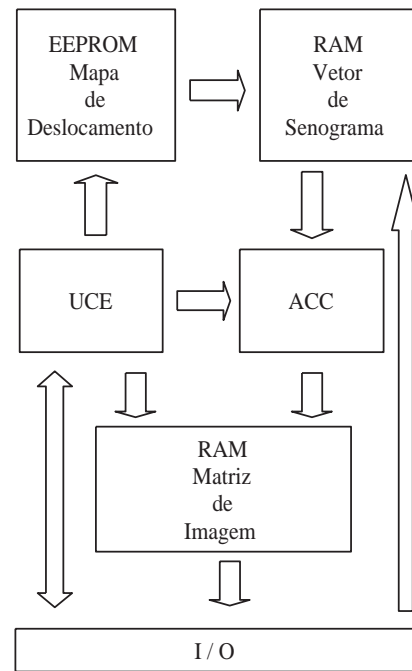 EEPROM
Mapa
de
Deslocamento
RAM
Vetor
de
Senograma
UCE
ACC
RAM
Matriz
de
Imagem
I / O